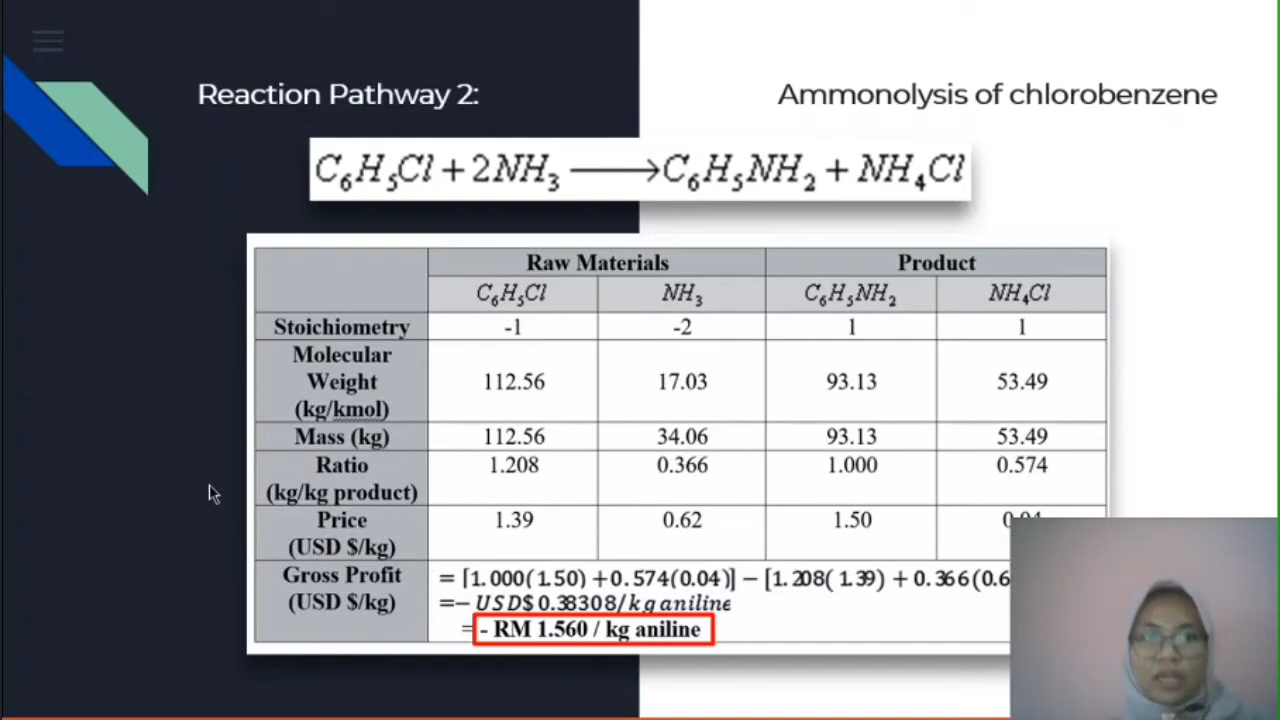 Reaction Pathway 2:
Ammonolysis of chlorobenzene
C₆H₅Cl + 2NH₃ ⟶ C₆H₅NH₂ + NH₄Cl
Raw Materials Product
C₆H₅Cl NH₃ C₆H₅NH₂ NH₄Cl
Stoichiometry -1 -2 1 1
Molecular
Weight 112.56 17.03 93.13 53.49
(kg/kmol)
Mass (kg) 112.56 34.06 93.13 53.49
Ratio 1.208 0.366 1.000 0.574
(kg/kg product)
Price 1.39 0.62 1.50
(USD $/kg)
Gross Profit = [1.000(1.50) +0.574(0.04)] − [1.208( 1.39) + 0.366(0.6
(USD $/kg) =− USD$ 0.38308/kg aniline
= - RM 1.560 / kg aniline